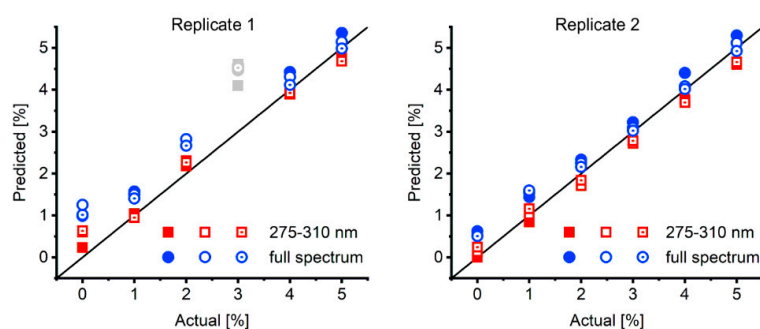 Replicate 1
Predicted [%]
5
4
3
2
1
0
275-310 nm
full spectrum
0 1 2 3 4 5
Actual [%]
Replicate 2
Predicted [%]
5
4
3
2
1
0
275-310 nm
full spectrum
0 1 2 3 4 5
Actual [%]